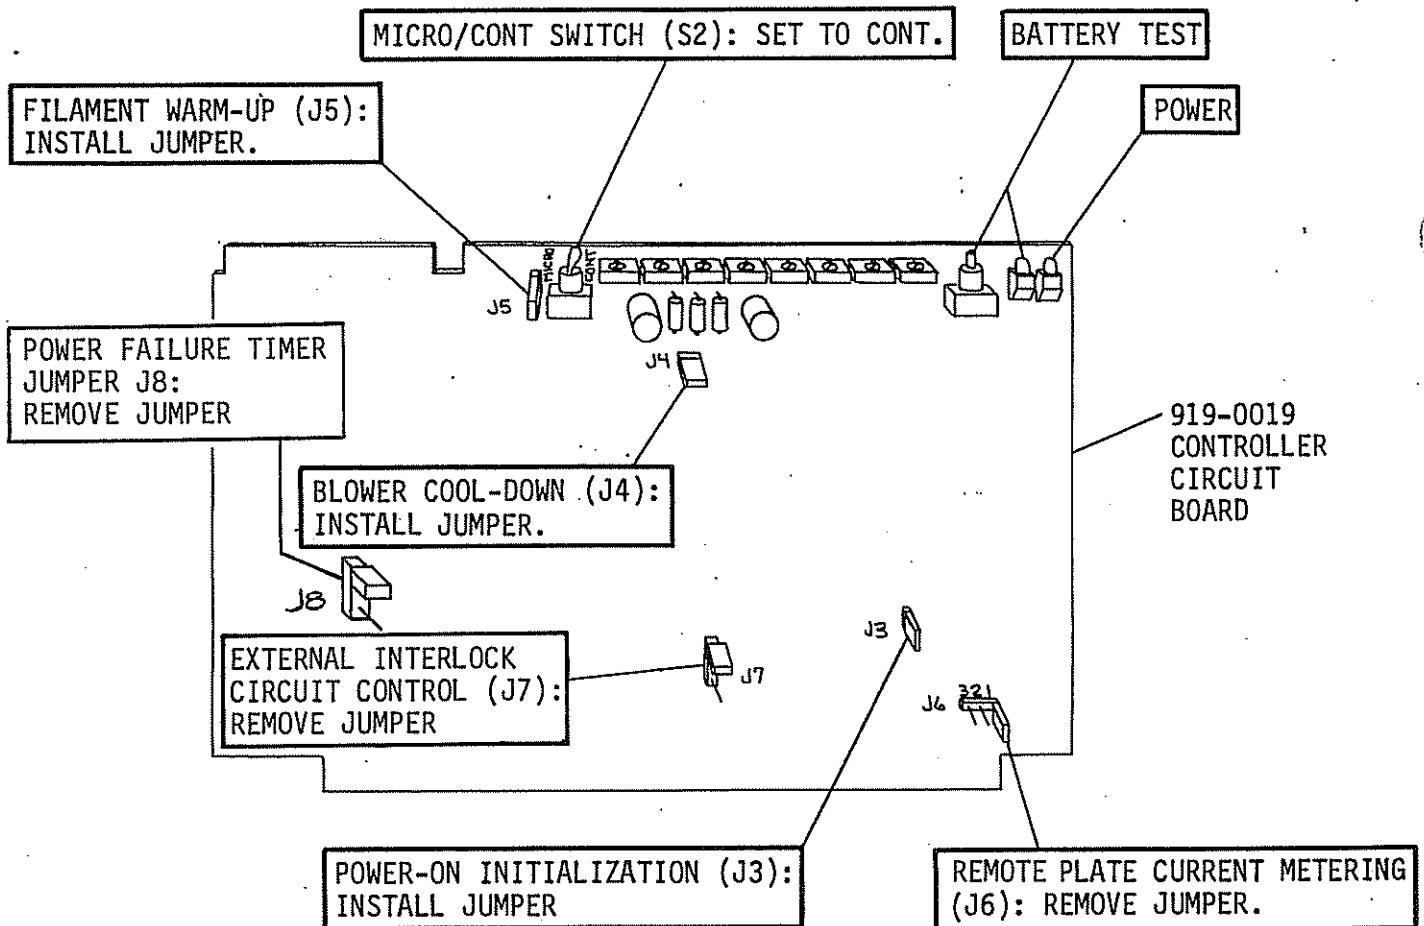 MICRO/CONT SWITCH (S2): SET TO CONT.
BATTERY TEST
FILAMENT WARM-UP (J5):
INSTALL JUMPER.
POWER
MICRO
CONT
J5
POWER FAILURE TIMER
JUMPER J8:
REMOVE JUMPER
J4
919-0019
CONTROLLER
CIRCUIT
BOARD
BLOWER COOL-DOWN (J4):
INSTALL JUMPER.
J8
EXTERNAL INTERLOCK
CIRCUIT CONTROL (J7):
REMOVE JUMPER
J7
J3
J6
321
POWER-ON INITIALIZATION (J3):
INSTALL JUMPER
REMOTE PLATE CURRENT METERING
(J6): REMOVE JUMPER.